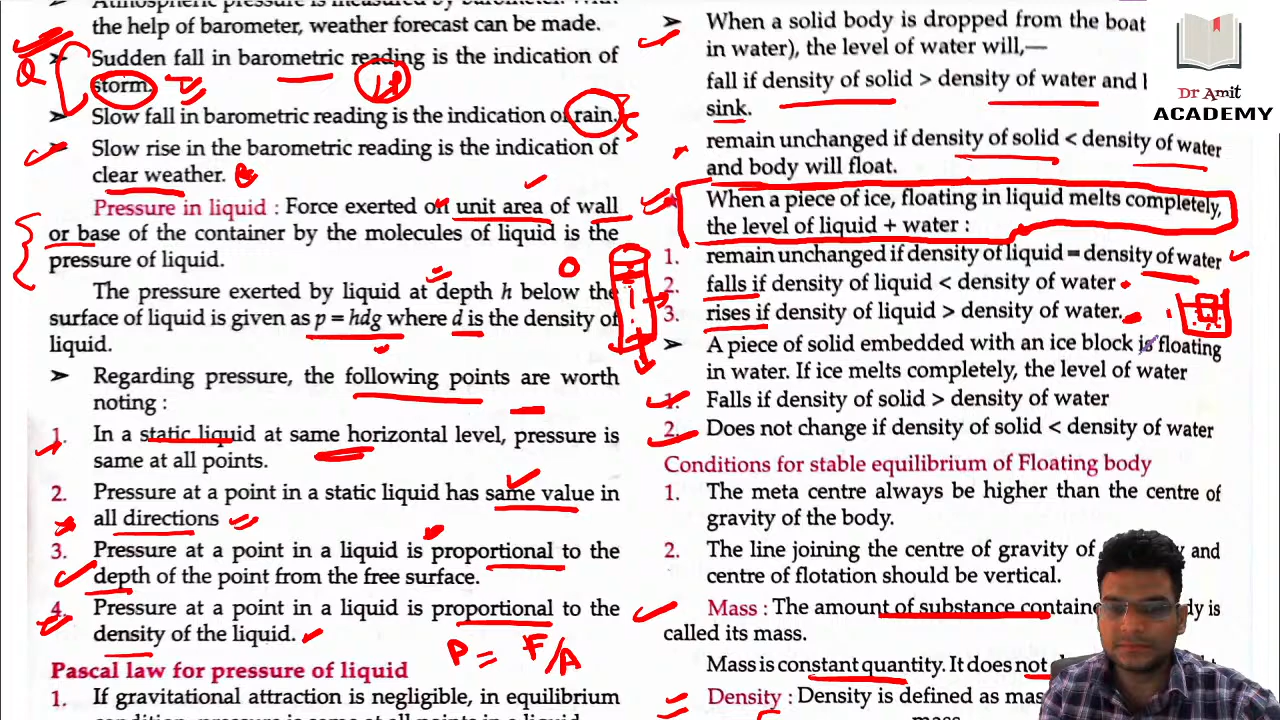 Atmospheric pressure is measured by barometer. With
the help of barometer, weather forecast can be made.
➤ Sudden fall in barometric reading is the indication of
storm.
➤ Slow fall in barometric reading is the indication of rain.
➤ Slow rise in the barometric reading is the indication of
clear weather.
Pressure in liquid : Force exerted on unit area of wall
or base of the container by the molecules of liquid is the
pressure of liquid.
The pressure exerted by liquid at depth h below the
surface of liquid is given as p = hdg where d is the density of
liquid.
➤ Regarding pressure, the following points are worth
noting :
1. In a static liquid at same horizontal level, pressure is
same at all points.
2. Pressure at a point in a static liquid has same value in
all directions
3. Pressure at a point in a liquid is proportional to the
depth of the point from the free surface.
4. Pressure at a point in a liquid is proportional to the
density of the liquid.
P = F/A
Pascal law for pressure of liquid
1. If gravitational attraction is negligible, in equilibrium
condition, pressure is same at all points in a liquid
➤ When a solid body is dropped from the boat
in water), the level of water will,—
fall if density of solid > density of water and
sink.
remain unchanged if density of solid < density of water
and body will float.
When a piece of ice, floating in liquid melts completely,
the level of liquid + water :
1. remain unchanged if density of liquid = density of water
2. falls if density of liquid < density of water
3. rises if density of liquid > density of water.
➤ A piece of solid embedded with an ice block is floating
in water. If ice melts completely, the level of water
1. Falls if density of solid > density of water
2. Does not change if density of solid < density of water
Conditions for stable equilibrium of Floating body
1. The meta centre always be higher than the centre of
gravity of the body.
2. The line joining the centre of gravity of and
centre of flotation should be vertical.
Mass : The amount of substance is
called its mass.
Mass is constant quantity. It does not
Density : Density is defined as
mass
Dr Amit
ACADEMY